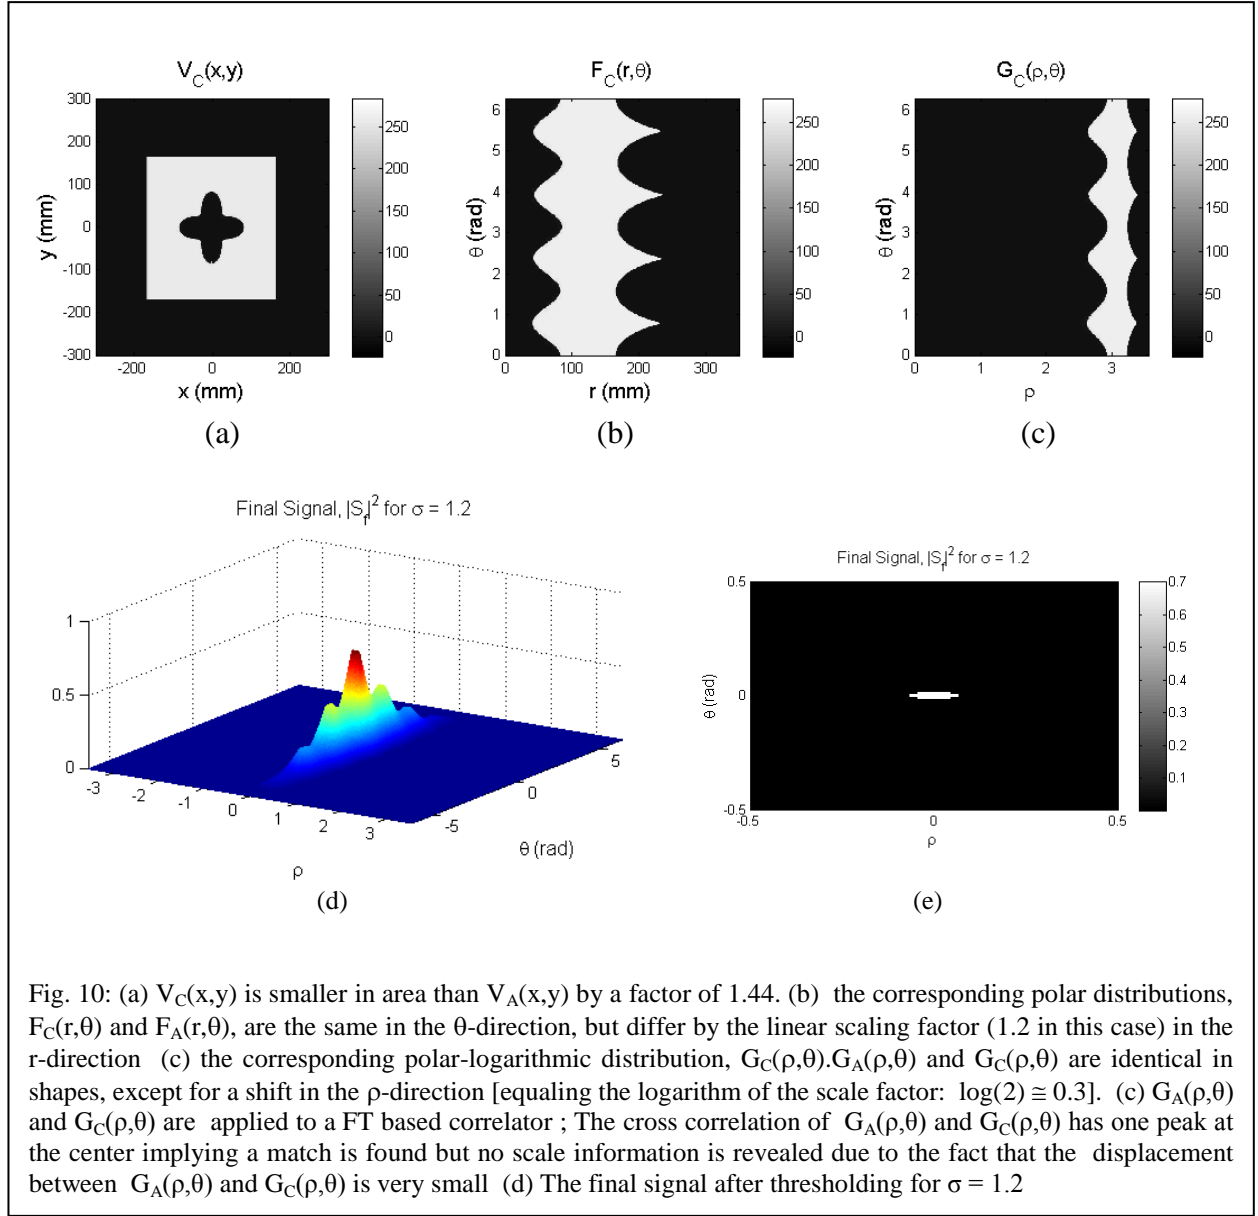 V_C(x,y)
300
200
100
0
-100
-200
-300
y (mm)
-200 0 200
x (mm)
250
200
150
100
50
0
(a)
F_C(r,θ)
6
5
4
3
2
1
0
θ (rad)
0 100 200 300
r (mm)
250
200
150
100
50
0
(b)
G_C(ρ,θ)
6
5
4
3
2
1
0
θ (rad)
0 1 2 3
ρ
250
200
150
100
50
0
(c)
Final Signal, |S_f|² for σ = 1.2
1
0.5
0
-3 -2 -1 0 1 2 3
ρ
-5 0 5
θ (rad)
(d)
Final Signal, |S_f|² for σ = 1.2
0.5
0
-0.5
θ (rad)
-0.5 0 0.5
ρ
0.7
0.6
0.5
0.4
0.3
0.2
0.1
(e)
Fig. 10: (a) V_C(x,y) is smaller in area than V_A(x,y) by a factor of 1.44. (b) the corresponding polar distributions,
F_C(r,θ) and F_A(r,θ), are the same in the θ-direction, but differ by the linear scaling factor (1.2 in this case) in the
r-direction (c) the corresponding polar-logarithmic distribution, G_C(ρ,θ).G_A(ρ,θ) and G_C(ρ,θ) are identical in
shapes, except for a shift in the ρ-direction [equaling the logarithm of the scale factor: log(2) ≅ 0.3]. (c) G_A(ρ,θ)
and G_C(ρ,θ) are applied to a FT based correlator ; The cross correlation of G_A(ρ,θ) and G_C(ρ,θ) has one peak at
the center implying a match is found but no scale information is revealed due to the fact that the displacement
between G_A(ρ,θ) and G_C(ρ,θ) is very small (d) The final signal after thresholding for σ = 1.2